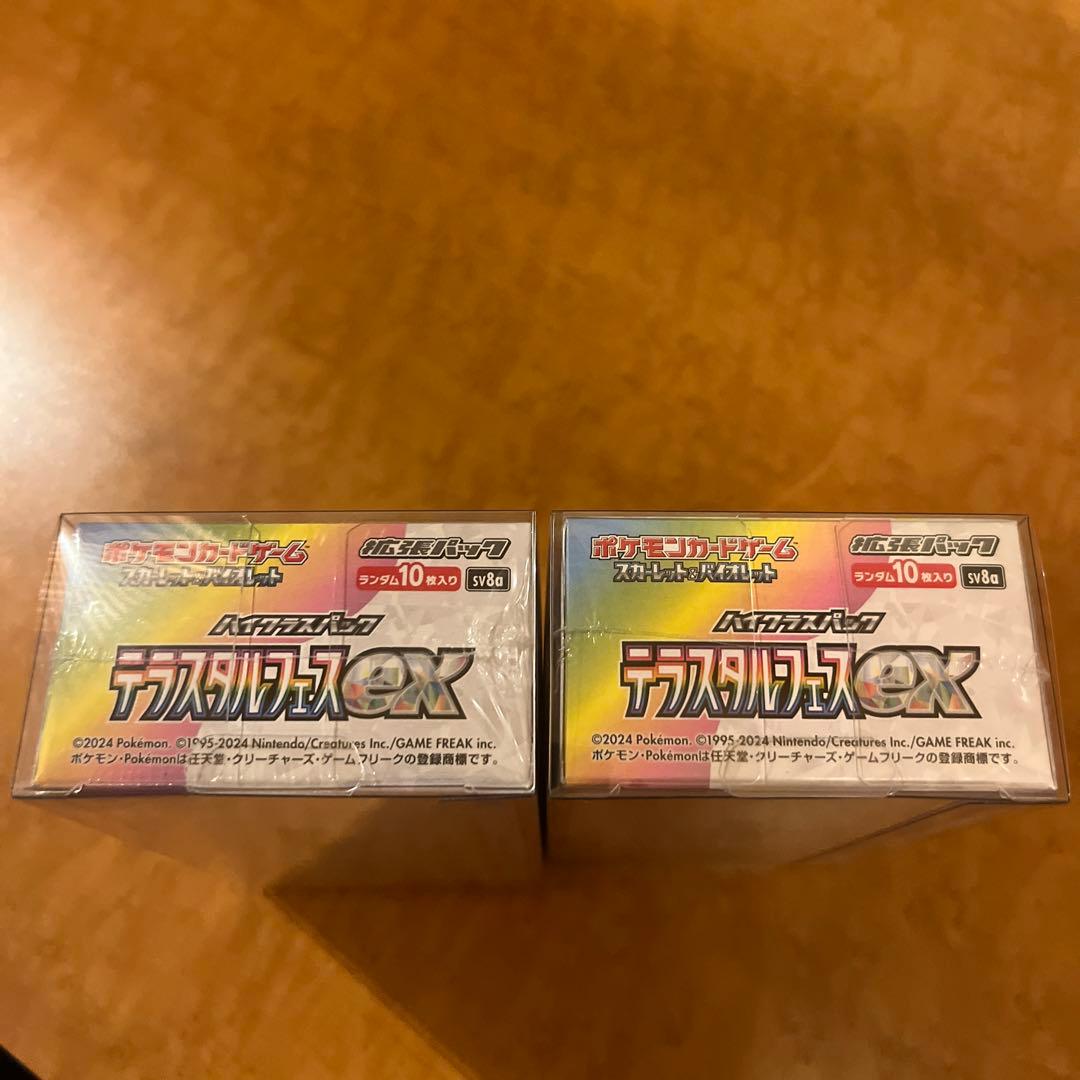 ポケモンカードゲーム
スカーレット&バイオレット
拡張パック
ランダム10枚入り
sv8a
ハイクラスパック
テラスタルフェスex
©2024 Pokémon. ©1995-2024 Nintendo/Creatures Inc./GAME FREAK inc.
ポケモン・Pokémonは任天堂・クリーチャーズ・ゲームフリークの登録商標です。
ポケモンカードゲーム
スカーレット&バイオレット
拡張パック
ランダム10枚入り
sv8a
ハイクラスパック
テラスタルフェスex
©2024 Pokémon. ©1995-2024 Nintendo/Creatures Inc./GAME FREAK inc.
ポケモン・Pokémonは任天堂・クリーチャーズ・ゲームフリークの登録商標です。